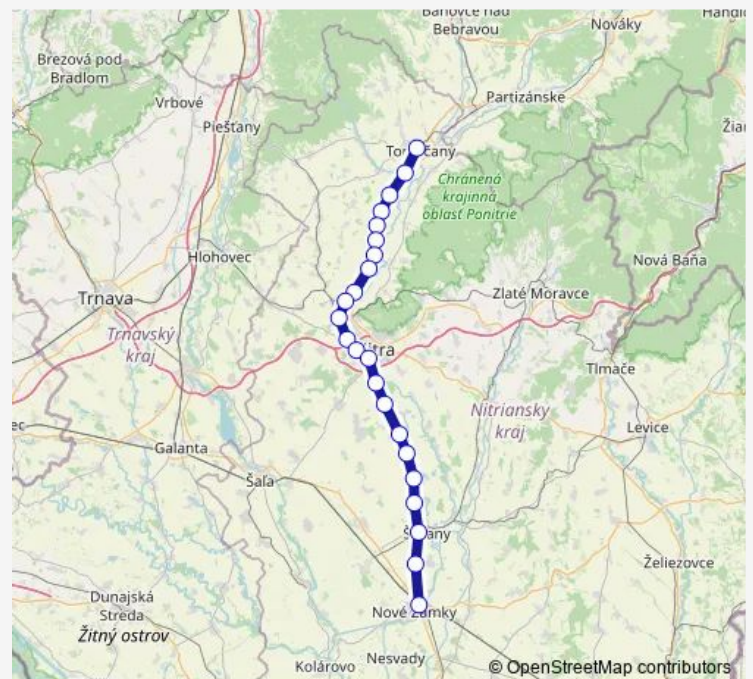 Bánovce nad
Bebravou
Nováky
Brezová pod
Bradlom
Vrbové
Partizánske
Piešťany
Chránená
krajinná
oblasť Ponitrie
Hlohovec
Nová Baňa
Trnava
Zlaté Moravce
Trnavský
kraj
Tlmače
Nitriansky
kraj
Levice
Galanta
Šaľa
Želiezovce
Dunajská
Streda
Žitný ostrov
Nové Zámky
Nesvady
Kolárovo
© OpenStreetMap contributors